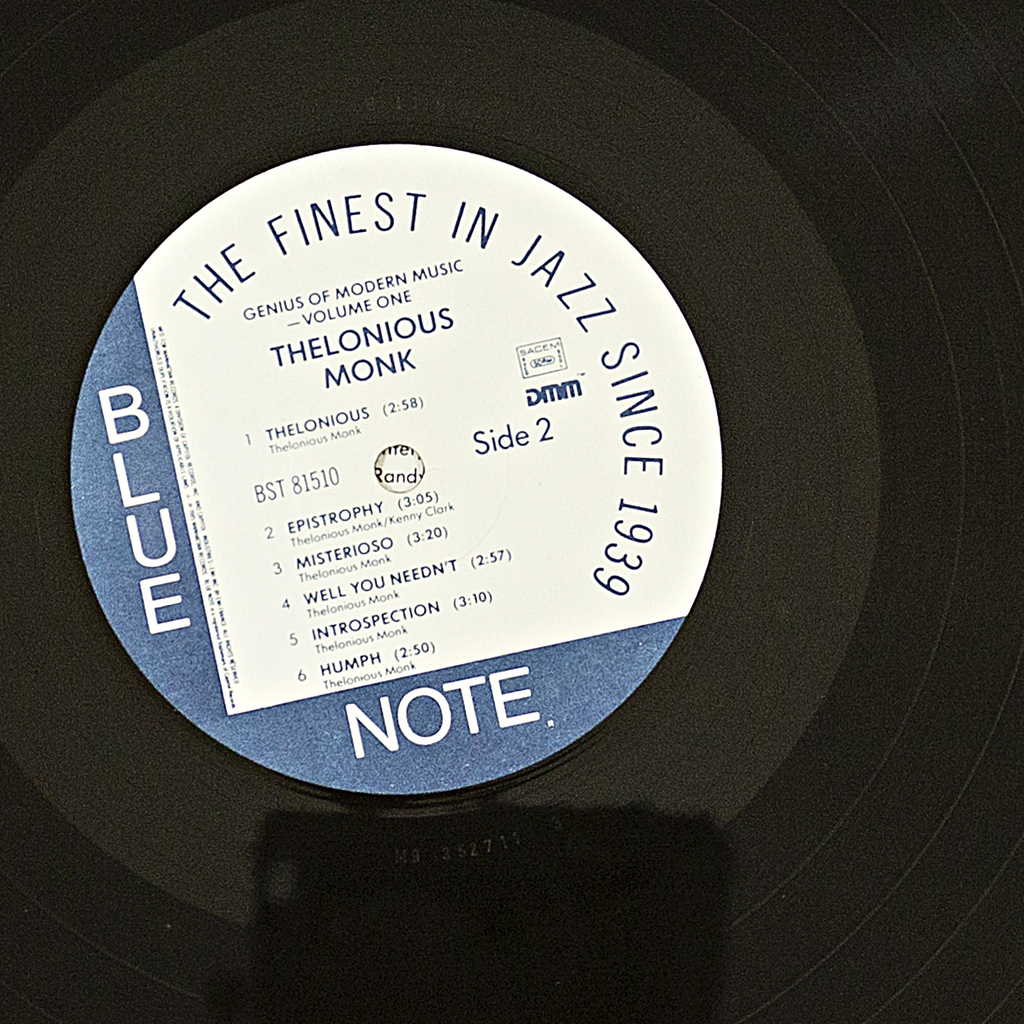 THE FINEST IN JAZZ SINCE 1939
GENIUS OF MODERN MUSIC
—VOLUME ONE
THELONIOUS
MONK
SACEM
DMM
Side 2
1 THELONIOUS (2:58)
Thelonious Monk
BST 81510
Randy
2 EPISTROPHY (3:05)
Thelonious Monk/Kenny Clark
3 MISTERIOSO (3:20)
Thelonious Monk
4 WELL YOU NEEDN'T (2:57)
Thelonious Monk
5 INTROSPECTION (3:10)
Thelonious Monk
6 HUMPH (2:50)
Thelonious Monk
BLUE
NOTE.